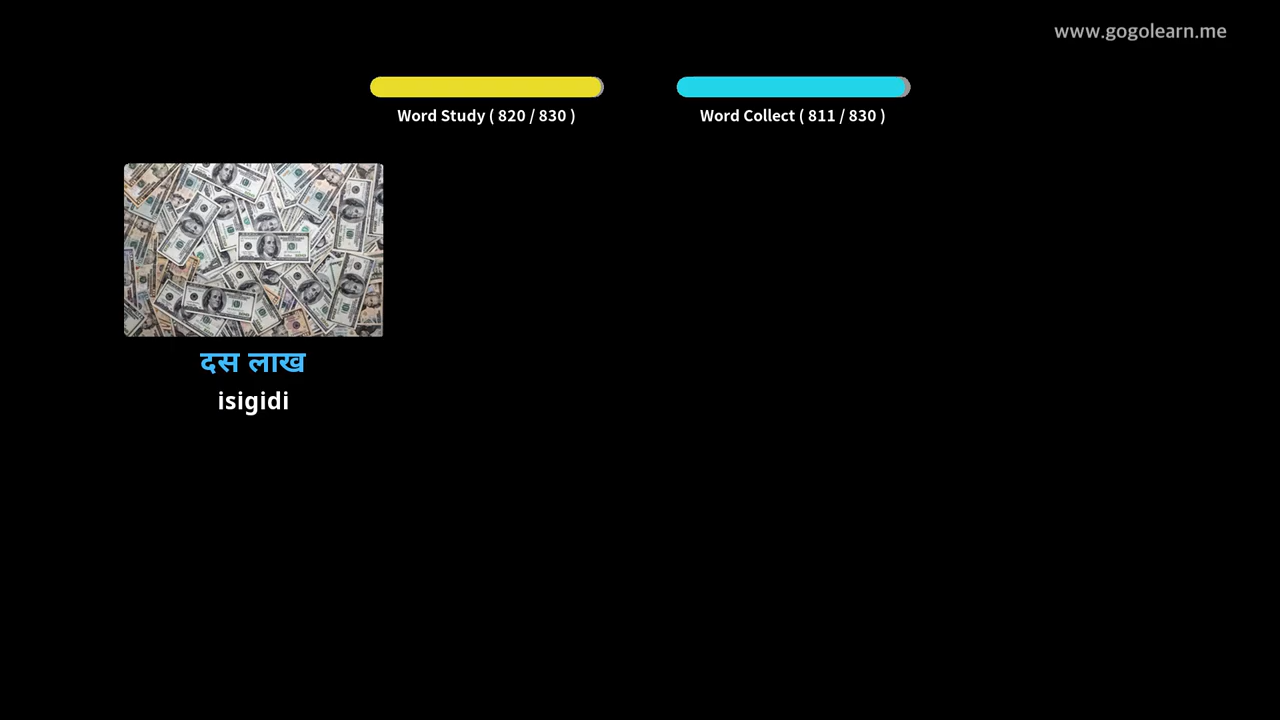 www.gogolearn.me
Word Study ( 820 / 830 )
Word Collect ( 811 / 830 )
दस लाख
isigidi